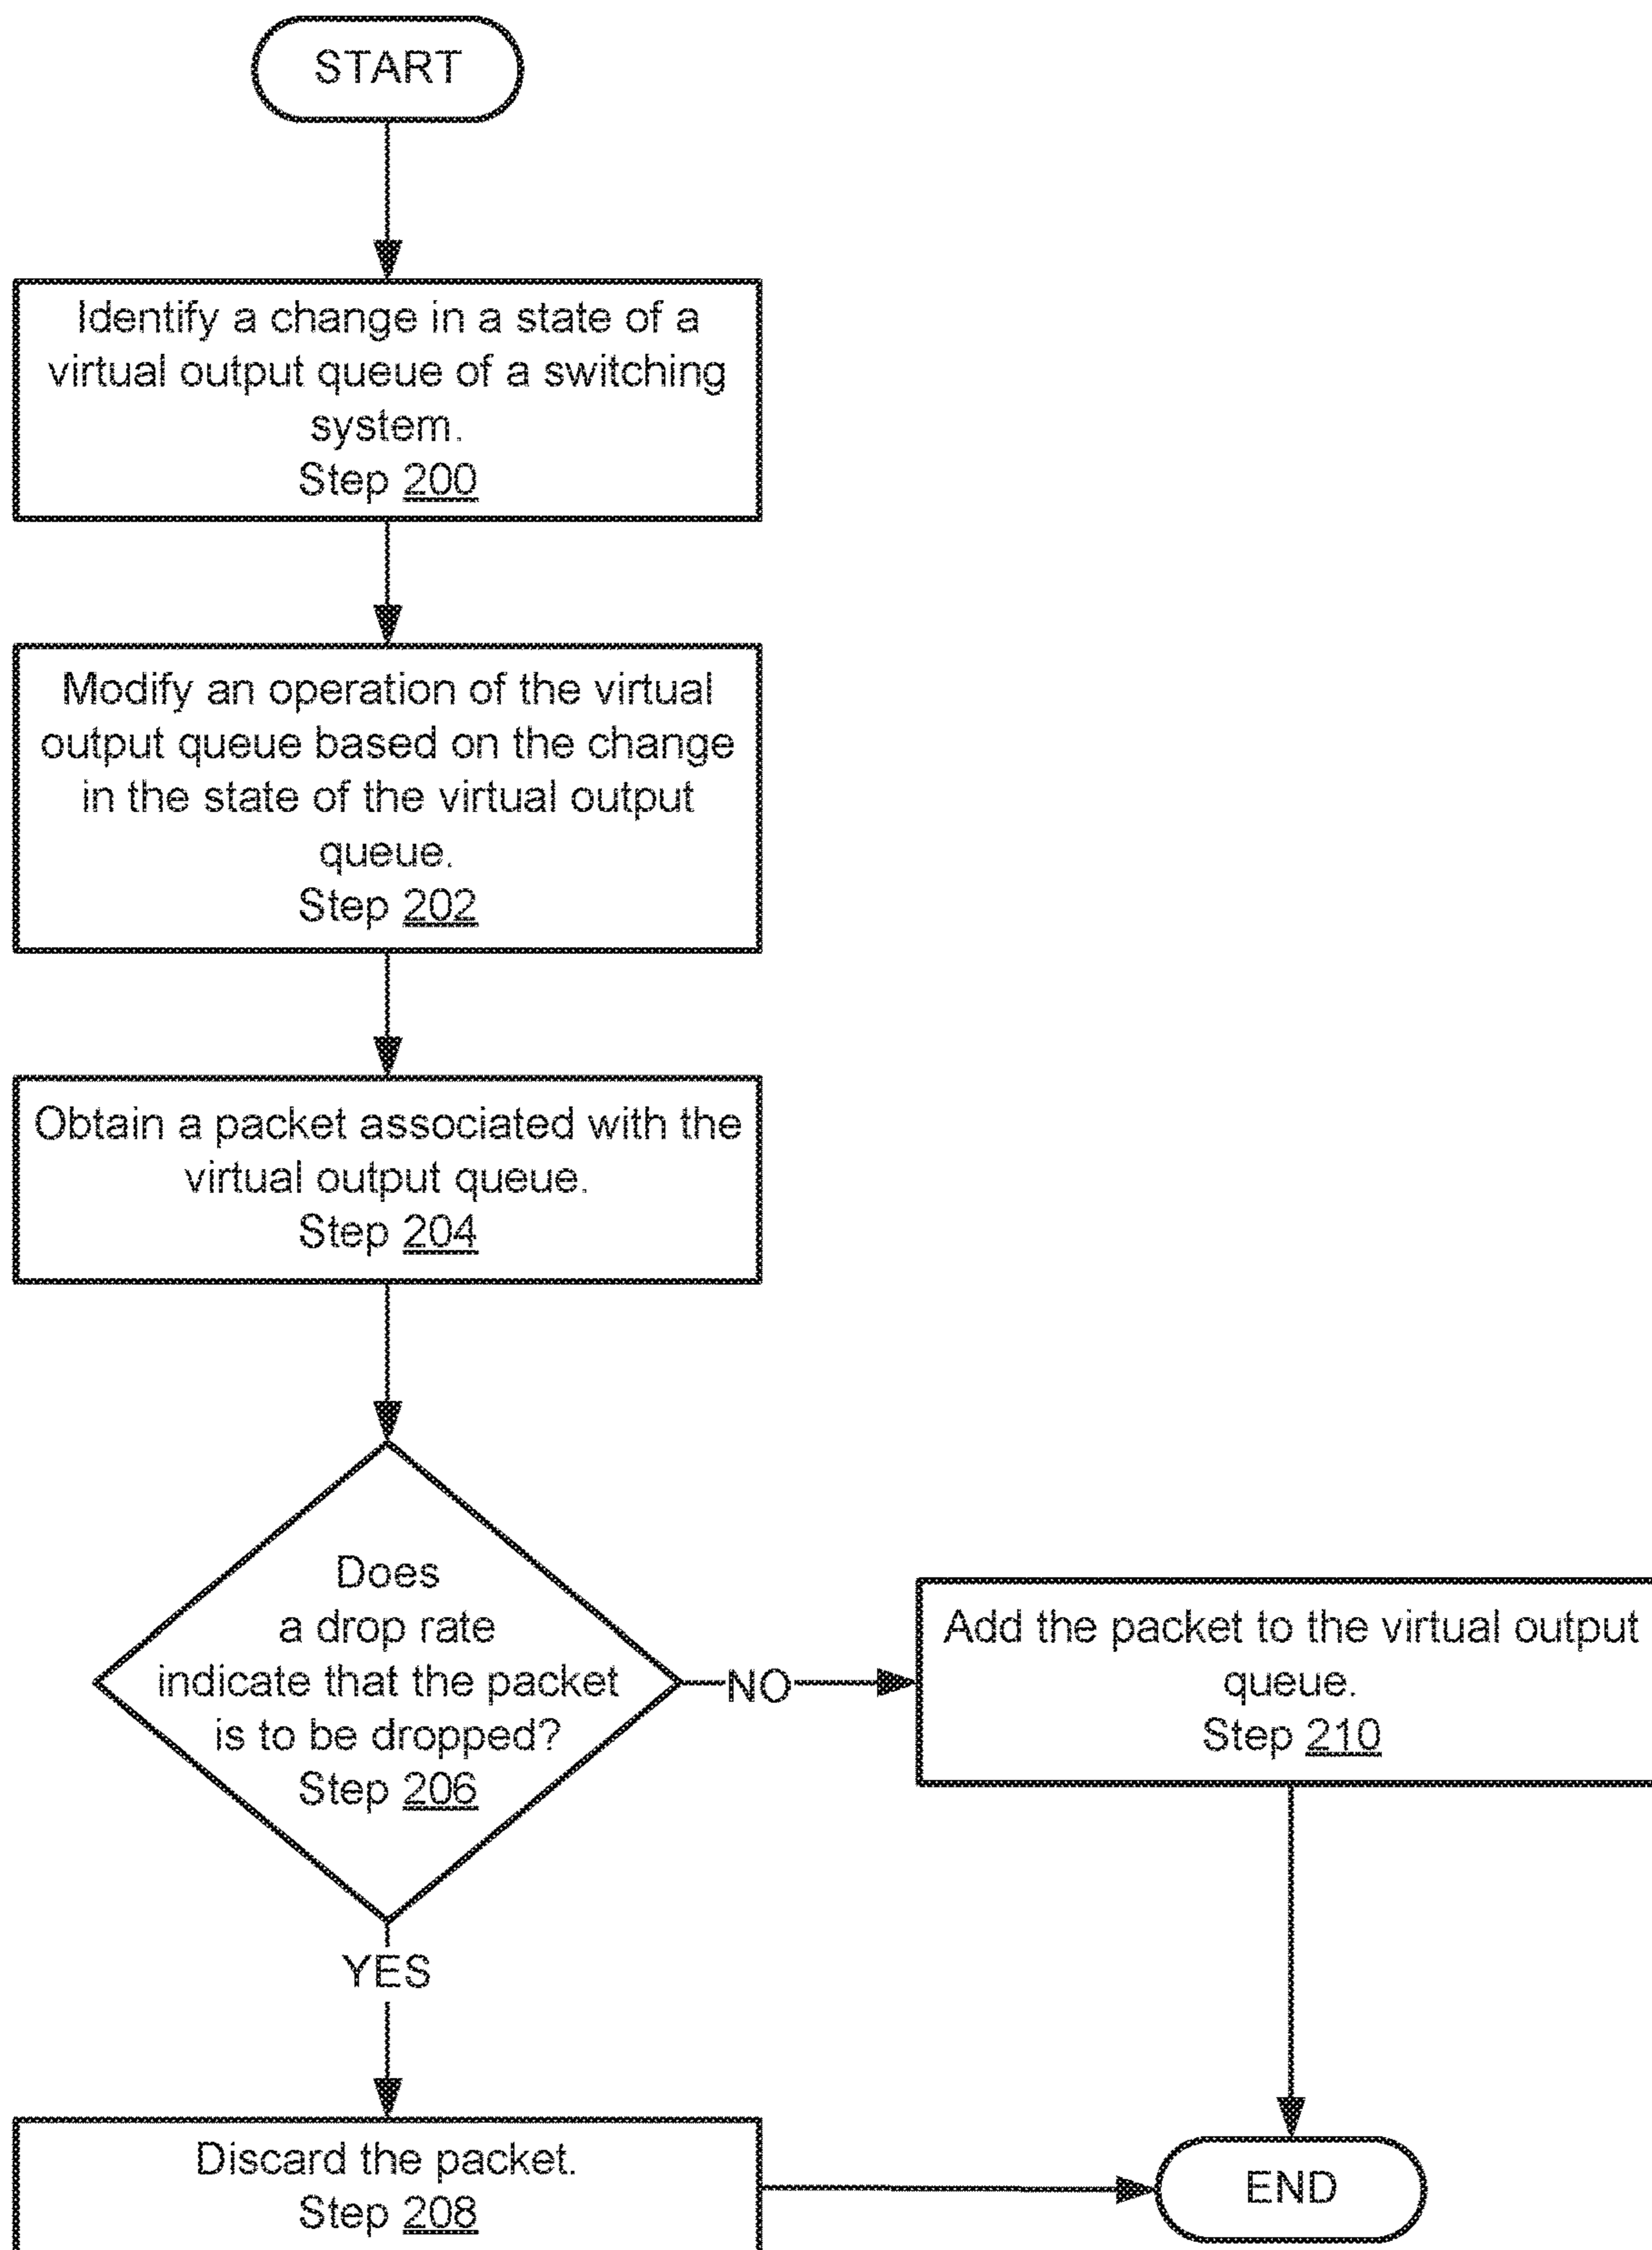 START
Identify a change in a state of a
virtual output queue of a switching
system.
Step 200
Modify an operation of the virtual
output queue based on the change
in the state of the virtual output
queue.
Step 202
Obtain a packet associated with the
virtual output queue.
Step 204
Does
a drop rate
indicate that the packet
is to be dropped?
Step 206
NO
Add the packet to the virtual output
queue.
Step 210
YES
Discard the packet.
Step 208
END